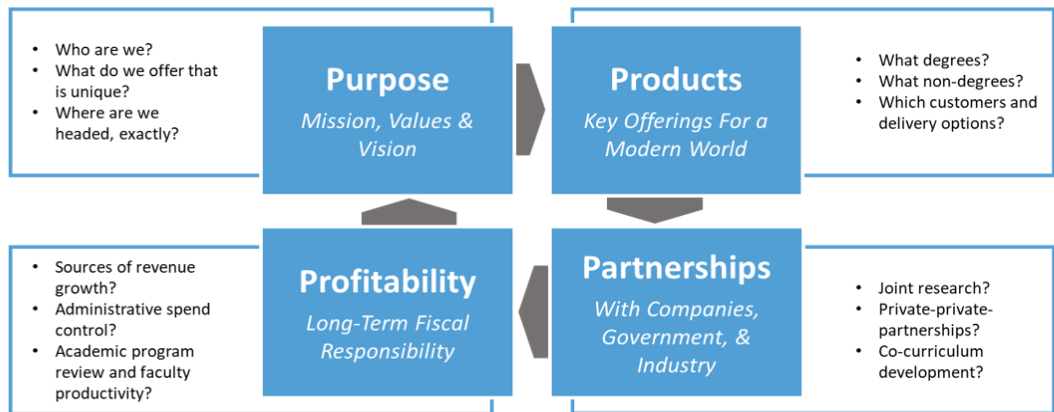 • Who are we?
• What do we offer that
is unique?
• Where are we
headed, exactly?
Purpose
Mission, Values &
Vision
Products
Key Offerings For a
Modern World
• What degrees?
• What non-degrees?
• Which customers and
delivery options?
• Sources of revenue
growth?
• Administrative spend
control?
• Academic program
review and faculty
productivity?
Profitability
Long-Term Fiscal
Responsibility
Partnerships
With Companies,
Government, &
Industry
• Joint research?
• Private-private-
partnerships?
• Co-curriculum
development?